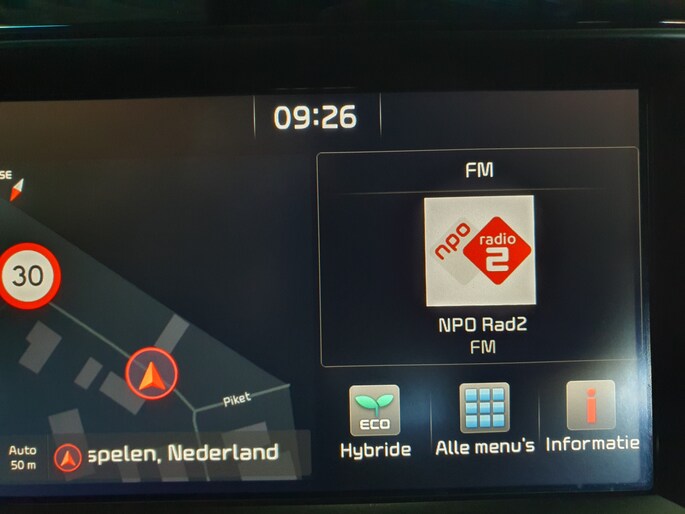 09:26
SE
FM
npo
radio
2
30
NPO Rad2
FM
Piket
ECO
Hybride
Alle menu's
Informatie
Auto
50 m
spelen, Nederland